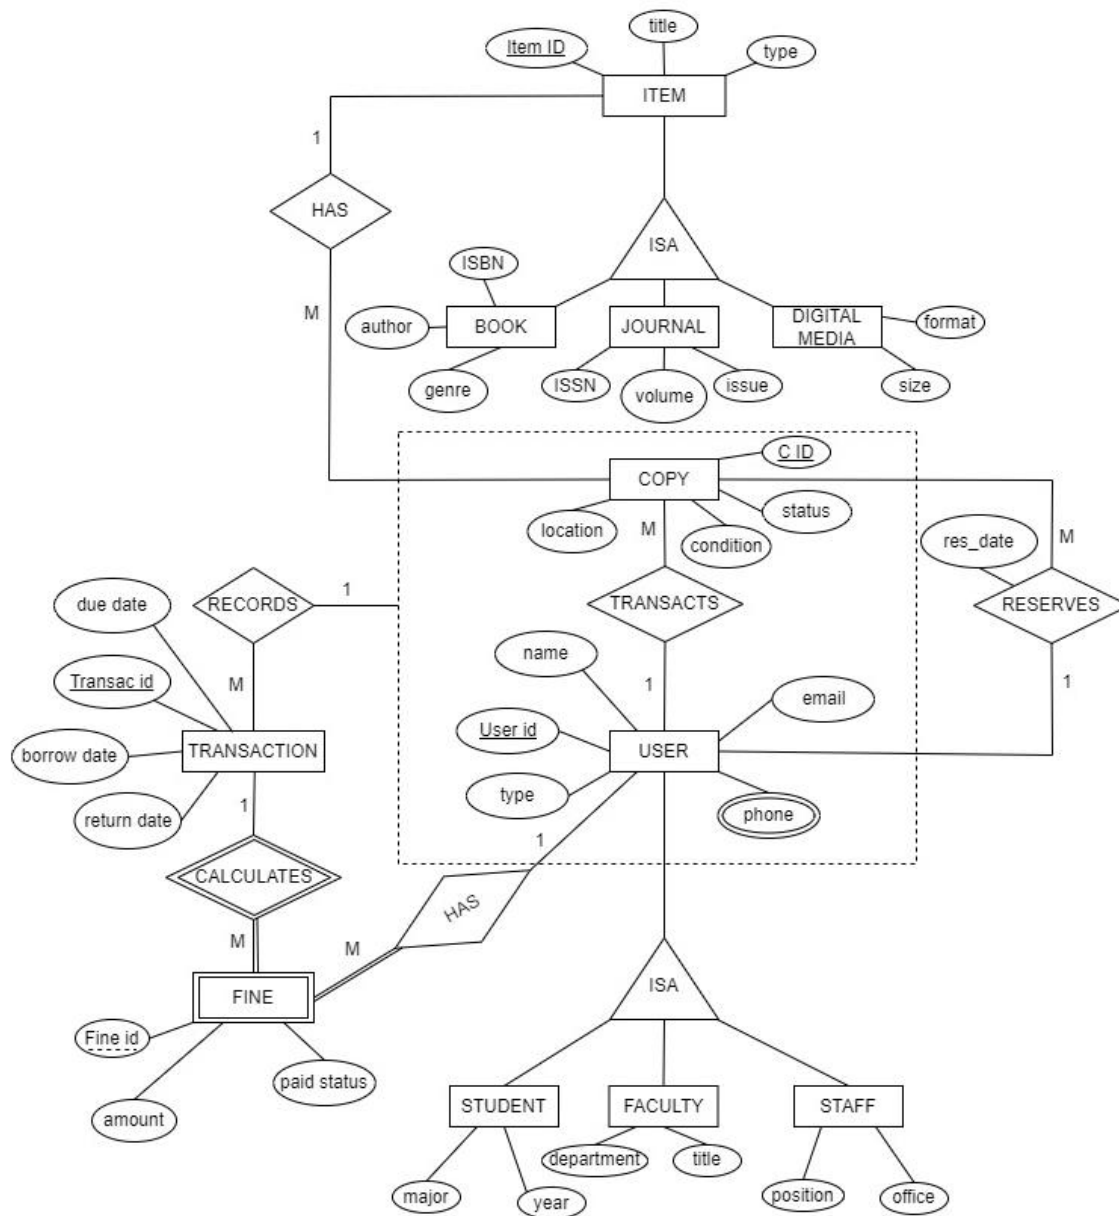 title
Item ID
type
ITEM
1
HAS
ISA
ISBN
M
author
BOOK
JOURNAL
DIGITAL
MEDIA
format
genre
ISSN
volume
issue
size
C ID
COPY
location
status
M
condition
res_date
M
due date
RECORDS
1
TRANSACTS
RESERVES
name
Transac id
M
1
1
email
User id
borrow date
TRANSACTION
USER
type
return date
1
phone
1
CALCULATES
HAS
M
M
FINE
ISA
Fine id
paid status
amount
STUDENT
FACULTY
STAFF
department
title
major
year
position
office